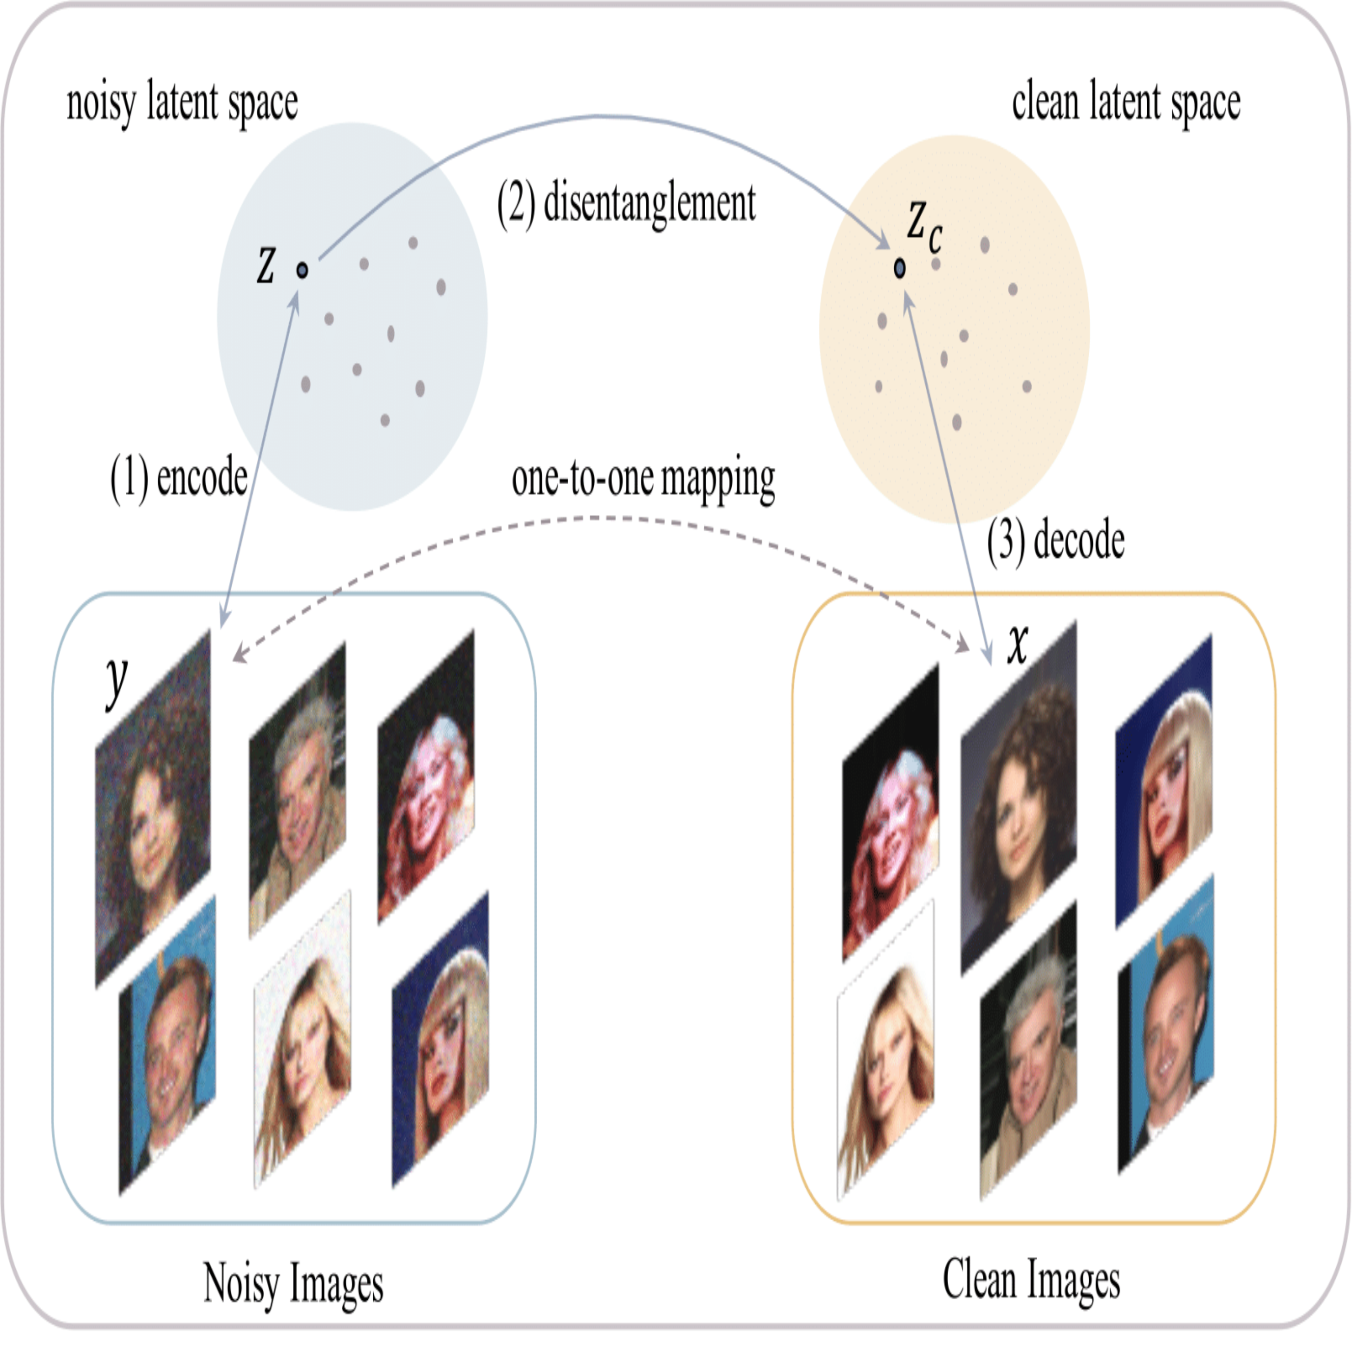 noisy latent space
clean latent space
(2) disentanglement
z
z_c
(1) encode
one-to-one mapping
(3) decode
y
x
Noisy Images
Clean Images